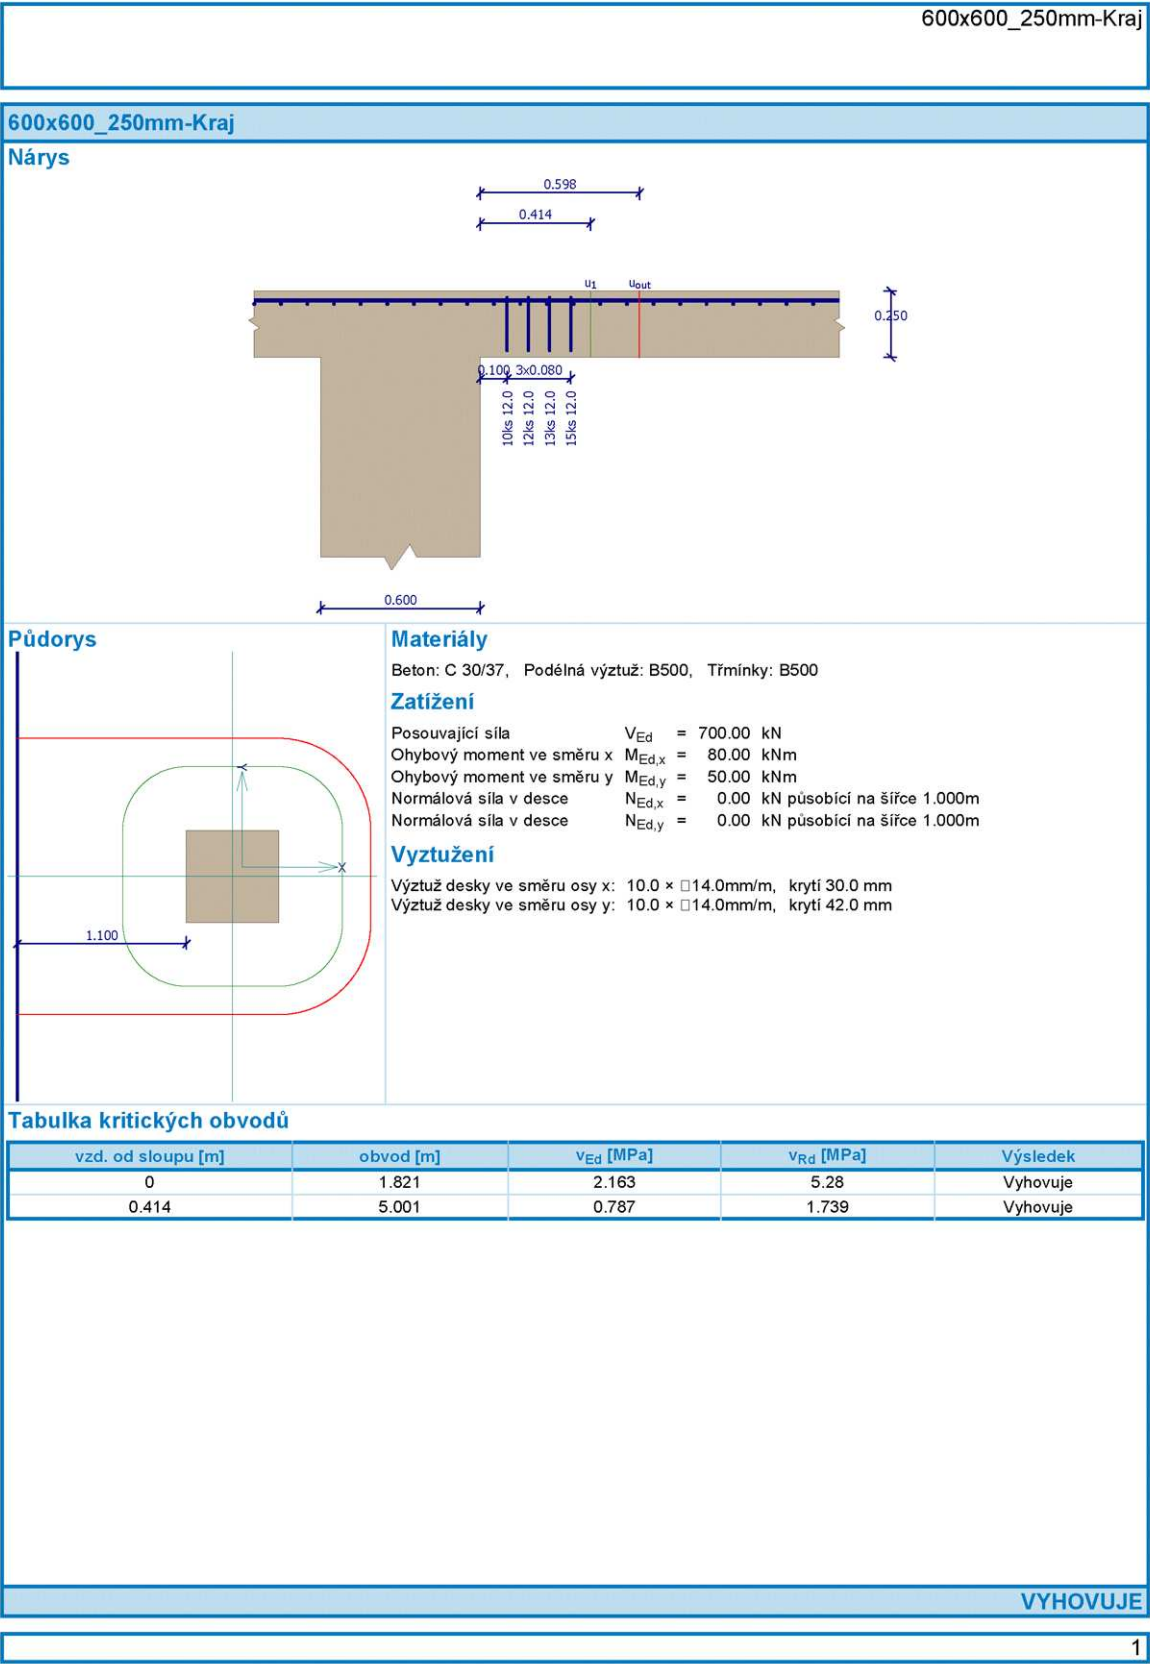 600x600_250mm-Kraj
600x600_250mm-Kraj
Nárys
0.598
0.414
u1
uout
0.250
0.100 3x0.080
10ks 12.0
12ks 12.0
13ks 12.0
15ks 12.0
0.600
Půdorys
Y
X
1.100
Materiály
Beton: C 30/37, Podélná výztuž: B500, Třmínky: B500
Zatížení
Posouvající síla VEd = 700.00 kN
Ohybový moment ve směru x MEd,x = 80.00 kNm
Ohybový moment ve směru y MEd,y = 50.00 kNm
Normálová síla v desce NEd,x = 0.00 kN působící na šířce 1.000m
Normálová síla v desce NEd,y = 0.00 kN působící na šířce 1.000m
Vyztužení
Výztuž desky ve směru osy x: 10.0 × □14.0mm/m, krytí 30.0 mm
Výztuž desky ve směru osy y: 10.0 × □14.0mm/m, krytí 42.0 mm
Tabulka kritických obvodů
vzd. od sloupu [m] obvod [m] vEd [MPa] vRd [MPa] Výsledek
0 1.821 2.163 5.28 Vyhovuje
0.414 5.001 0.787 1.739 Vyhovuje
VYHOVUJE
1